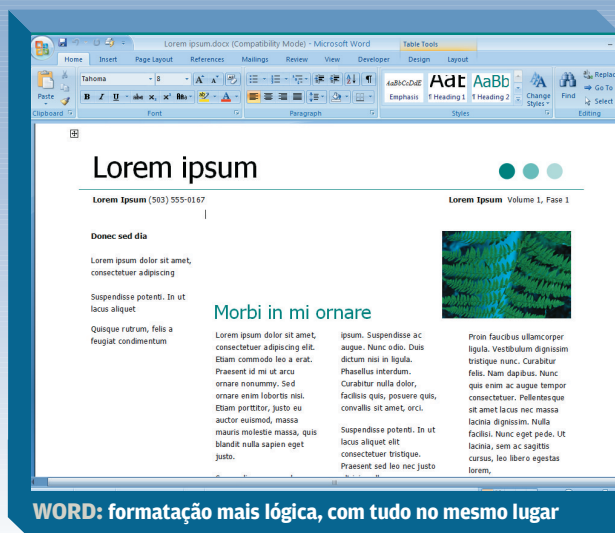 Lorem ipsum.docx (Compatibility Mode) - Microsoft Word
Table Tools
Home Insert Page Layout References Mailings Review View Developer Design Layout
Paste
Tahoma 8
B I U abe x₂ x² Aa
AaBbCcDdE AaE AaBb
Emphasis ¶ Heading 1 ¶ Heading 2
Change Styles
Find
Replac
Go To
Select
Clipboard Font Paragraph Styles Editing
Lorem ipsum
Lorem Ipsum (503) 555-0167
Lorem Ipsum Volume 1, Fase 1
Donec sed dia
Lorem ipsum dolor sit amet,
consectetuer adipiscing
Suspendisse potenti. In ut
lacus aliquet
Quisque rutrum, felis a
feugiat condimentum
Morbi in mi ornare
Lorem ipsum dolor sit amet,
consectetuer adipiscing elit.
Etiam commodo leo a erat.
Praesent id mi ut arcu
ornare nonummy. Sed
ornare enim lobortis nisi.
Etiam porttitor, justo eu
auctor euismod, massa
mauris molestie massa, quis
blandit nulla sapien eget
justo.
ipsum. Suspendisse ac
augue. Nunc odio. Duis
dictum nisi in ligula.
Phasellus interdum.
Curabitur nulla dolor,
facilisis quis, posuere quis,
convallis sit amet, orci.
Suspendisse potenti. In ut
lacus aliquet elit
consectetuer tristique.
Praesent sed leo nec justo
Proin faucibus ullamcorper
ligula. Vestibulum dignissim
tristique nunc. Curabitur
felis. Nam dapibus. Nunc
quis enim ac augue tempor
consectetuer. Pellentesque
sit amet lacus nec massa
lacinia dignissim. Nulla
facilisi. Nunc eget pede. Ut
lacinia, sem ac sagittis
cursus, leo libero egestas
lorem,
WORD: formatação mais lógica, com tudo no mesmo lugar